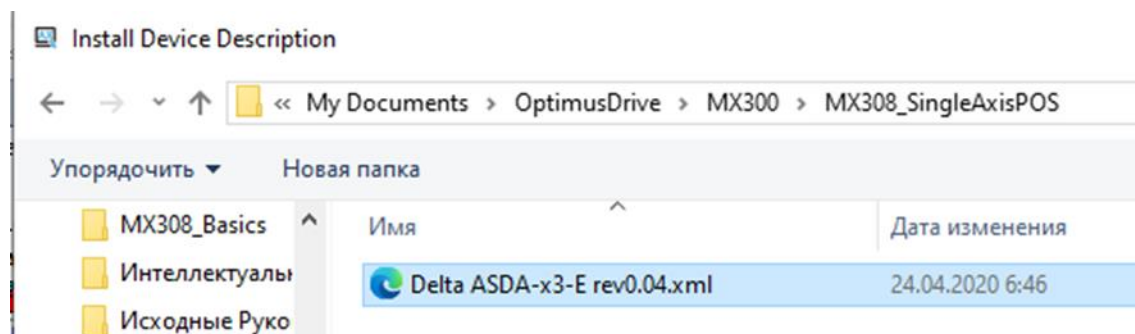 Install Device Description
« My Documents > OptimusDrive > MX300 > MX308_SingleAxisPOS
Упорядочить Новая папка
Имя Дата изменения
MX308_Basics
Delta ASDA-x3-E rev0.04.xml 24.04.2020 6:46
Интеллектуальн
Исходные Руко